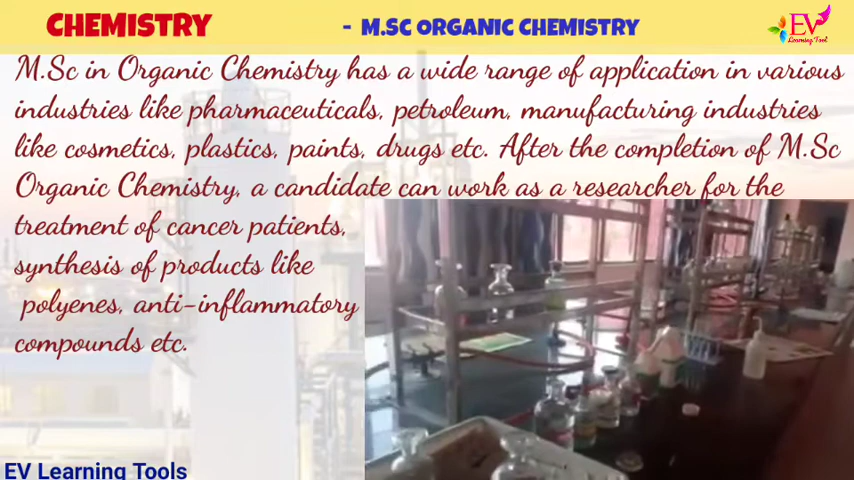 CHEMISTRY - M.SC ORGANIC CHEMISTRY
EV
Learning Tool
M.Sc in Organic Chemistry has a wide range of application in various
industries like pharmaceuticals, petroleum, manufacturing industries
like cosmetics, plastics, paints, drugs etc. After the completion of M.Sc
Organic Chemistry, a candidate can work as a researcher for the
treatment of cancer patients,
synthesis of products like
polyenes, anti-inflammatory
compounds etc.
EV Learning Tools